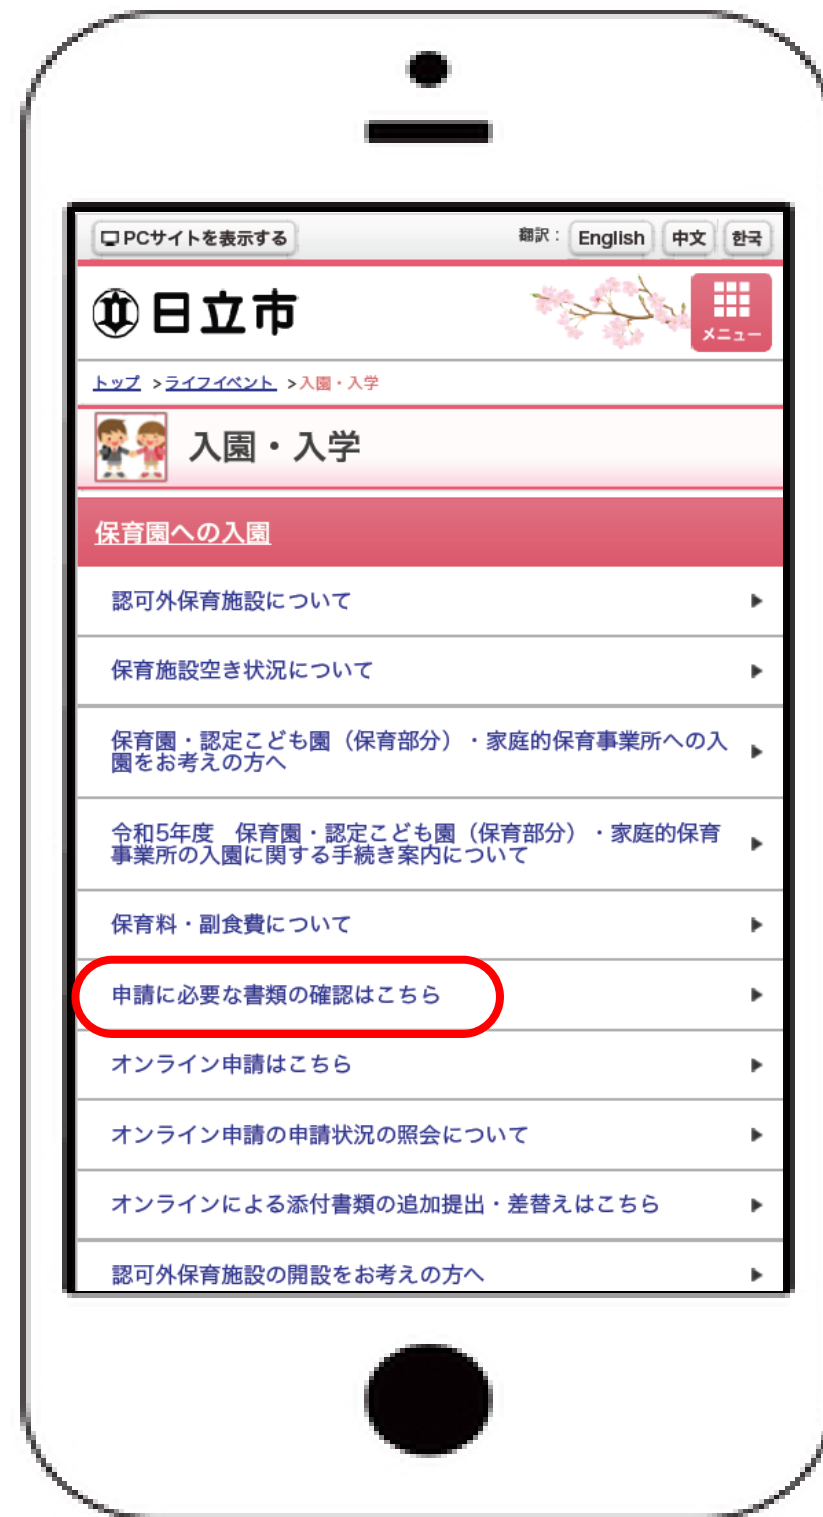 PCサイトを表示する 翻訳： English 中文 한국
日立市
メニュー
トップ >ライフイベント >入園・入学
入園・入学
保育園への入園
認可外保育施設について
保育施設空き状況について
保育園・認定こども園（保育部分）・家庭的保育事業所への入
園をお考えの方へ
令和5年度　保育園・認定こども園（保育部分）・家庭的保育
事業所の入園に関する手続き案内について
保育料・副食費について
申請に必要な書類の確認はこちら
オンライン申請はこちら
オンライン申請の申請状況の照会について
オンラインによる添付書類の追加提出・差替えはこちら
認可外保育施設の開設をお考えの方へ